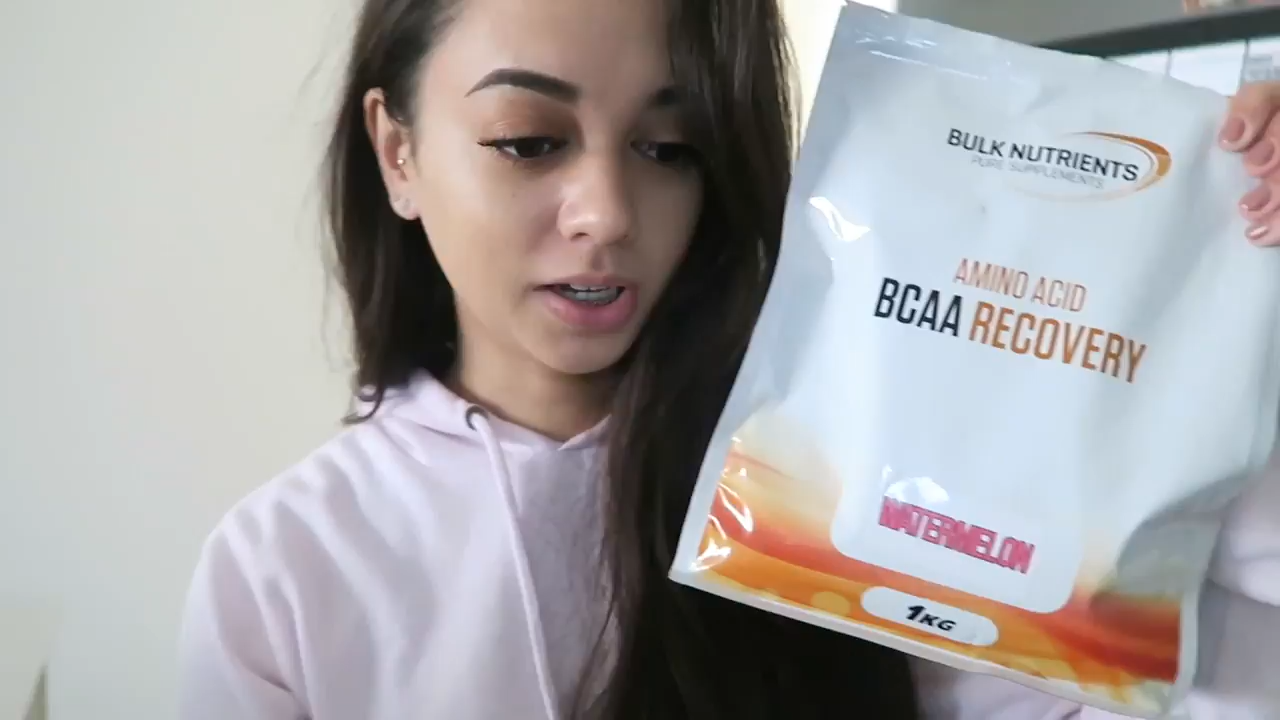 BULK NUTRIENTS
PURE SUPPLEMENTS
AMINO ACID
BCAA RECOVERY
WATERMELON
1KG